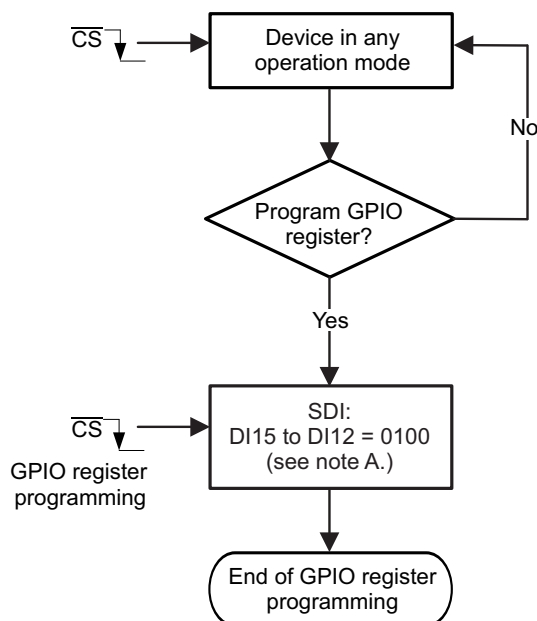 CS
Device in any
operation mode
No
Program GPIO
register?
Yes
CS
GPIO register
programming
SDI:
DI15 to DI12 = 0100
(see note A.)
End of GPIO register
programming